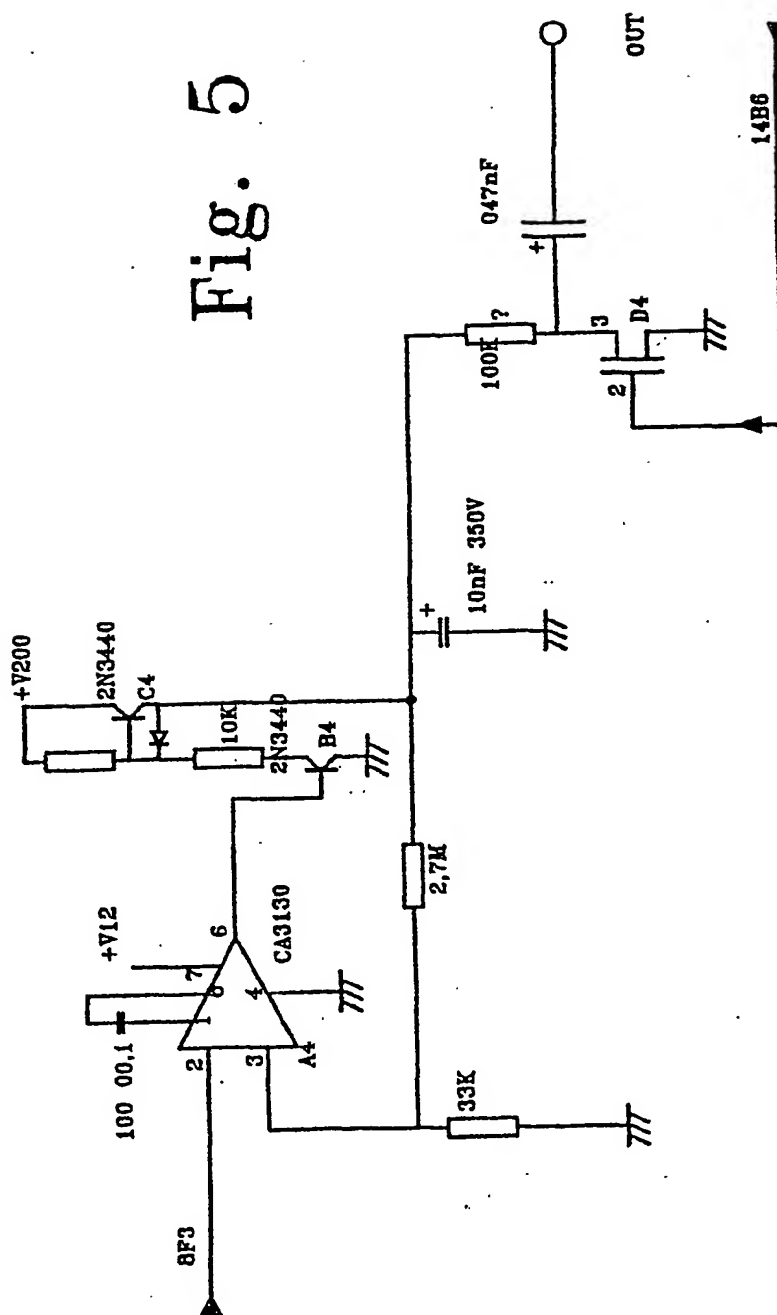 Fig. 5
+V200
2N3440
C4
10K
2N3440
B4
+V12
100 00,1
7
8
6
2
3
4
CA3130
A4
8F3
2,7M
33K
+
10nF 350V
100K
?
+
047nF
OUT
3
2
D4
14B6